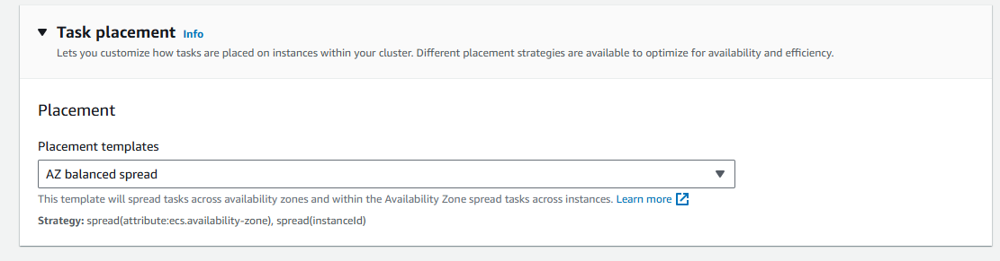 Task placement Info
Lets you customize how tasks are placed on instances within your cluster. Different placement strategies are available to optimize for availability and efficiency.
Placement
Placement templates
AZ balanced spread
This template will spread tasks across availability zones and within the Availability Zone spread tasks across instances. Learn more
Strategy: spread(attribute:ecs.availability-zone), spread(instanceId)